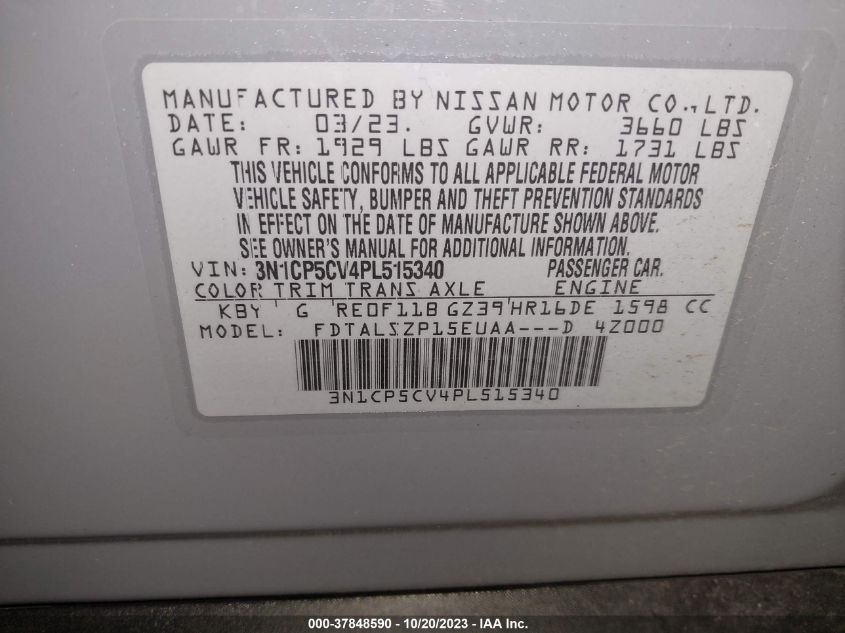 MANUFACTURED BY NISSAN MOTOR CO., LTD.
DATE: 03/23. GVWR: 3660 LBS
GAWR FR: 1929 LBS GAWR RR: 1731 LBS
THIS VEHICLE CONFORMS TO ALL APPLICABLE FEDERAL MOTOR
VEHICLE SAFETY, BUMPER AND THEFT PREVENTION STANDARDS
IN EFFECT ON THE DATE OF MANUFACTURE SHOWN ABOVE.
SEE OWNER'S MANUAL FOR ADDITIONAL INFORMATION.
VIN: 3N1CP5CV4PL515340 PASSENGER CAR.
COLOR TRIM TRANS AXLE ENGINE
KBY G RE0F11B GZ39 HR16DE 1598 CC
MODEL: FDTALSZP15EUAA---D 4Z000
3N1CP5CV4PL515340
000-37848590 - 10/20/2023 - Copyright © IAA, Inc.